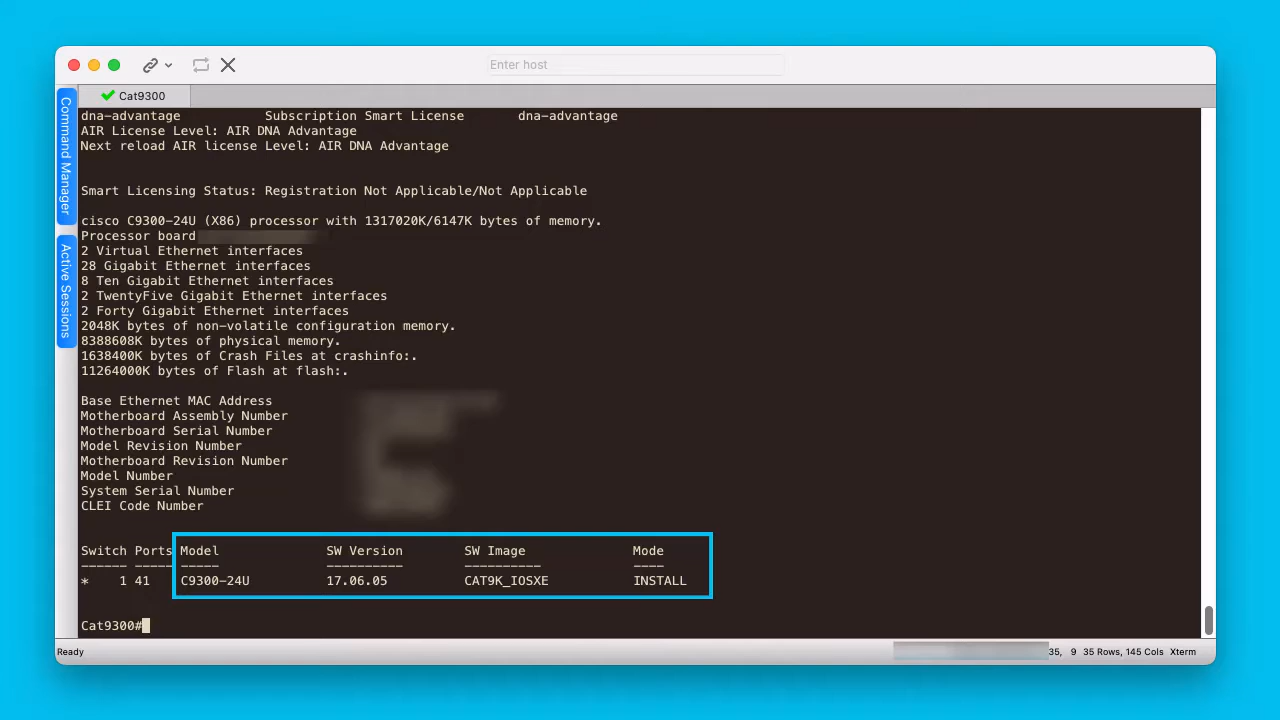 Enter host
Cat9300
Command Manager
Active Sessions
dna-advantage Subscription Smart License dna-advantage
AIR License Level: AIR DNA Advantage
Next reload AIR license Level: AIR DNA Advantage
Smart Licensing Status: Registration Not Applicable/Not Applicable
cisco C9300-24U (X86) processor with 1317020K/6147K bytes of memory.
Processor board
2 Virtual Ethernet interfaces
28 Gigabit Ethernet interfaces
8 Ten Gigabit Ethernet interfaces
2 TwentyFive Gigabit Ethernet interfaces
2 Forty Gigabit Ethernet interfaces
2048K bytes of non-volatile configuration memory.
8388608K bytes of physical memory.
1638400K bytes of Crash Files at crashinfo:.
11264000K bytes of Flash at flash:.
Base Ethernet MAC Address
Motherboard Assembly Number
Motherboard Serial Number
Model Revision Number
Motherboard Revision Number
Model Number
System Serial Number
CLEI Code Number
Switch Ports Model SW Version SW Image Mode
------ ----- ----- ---------- ---------- ----
* 1 41 C9300-24U 17.06.05 CAT9K_IOSXE INSTALL
Cat9300#
Ready 35, 9 35 Rows, 145 Cols Xterm